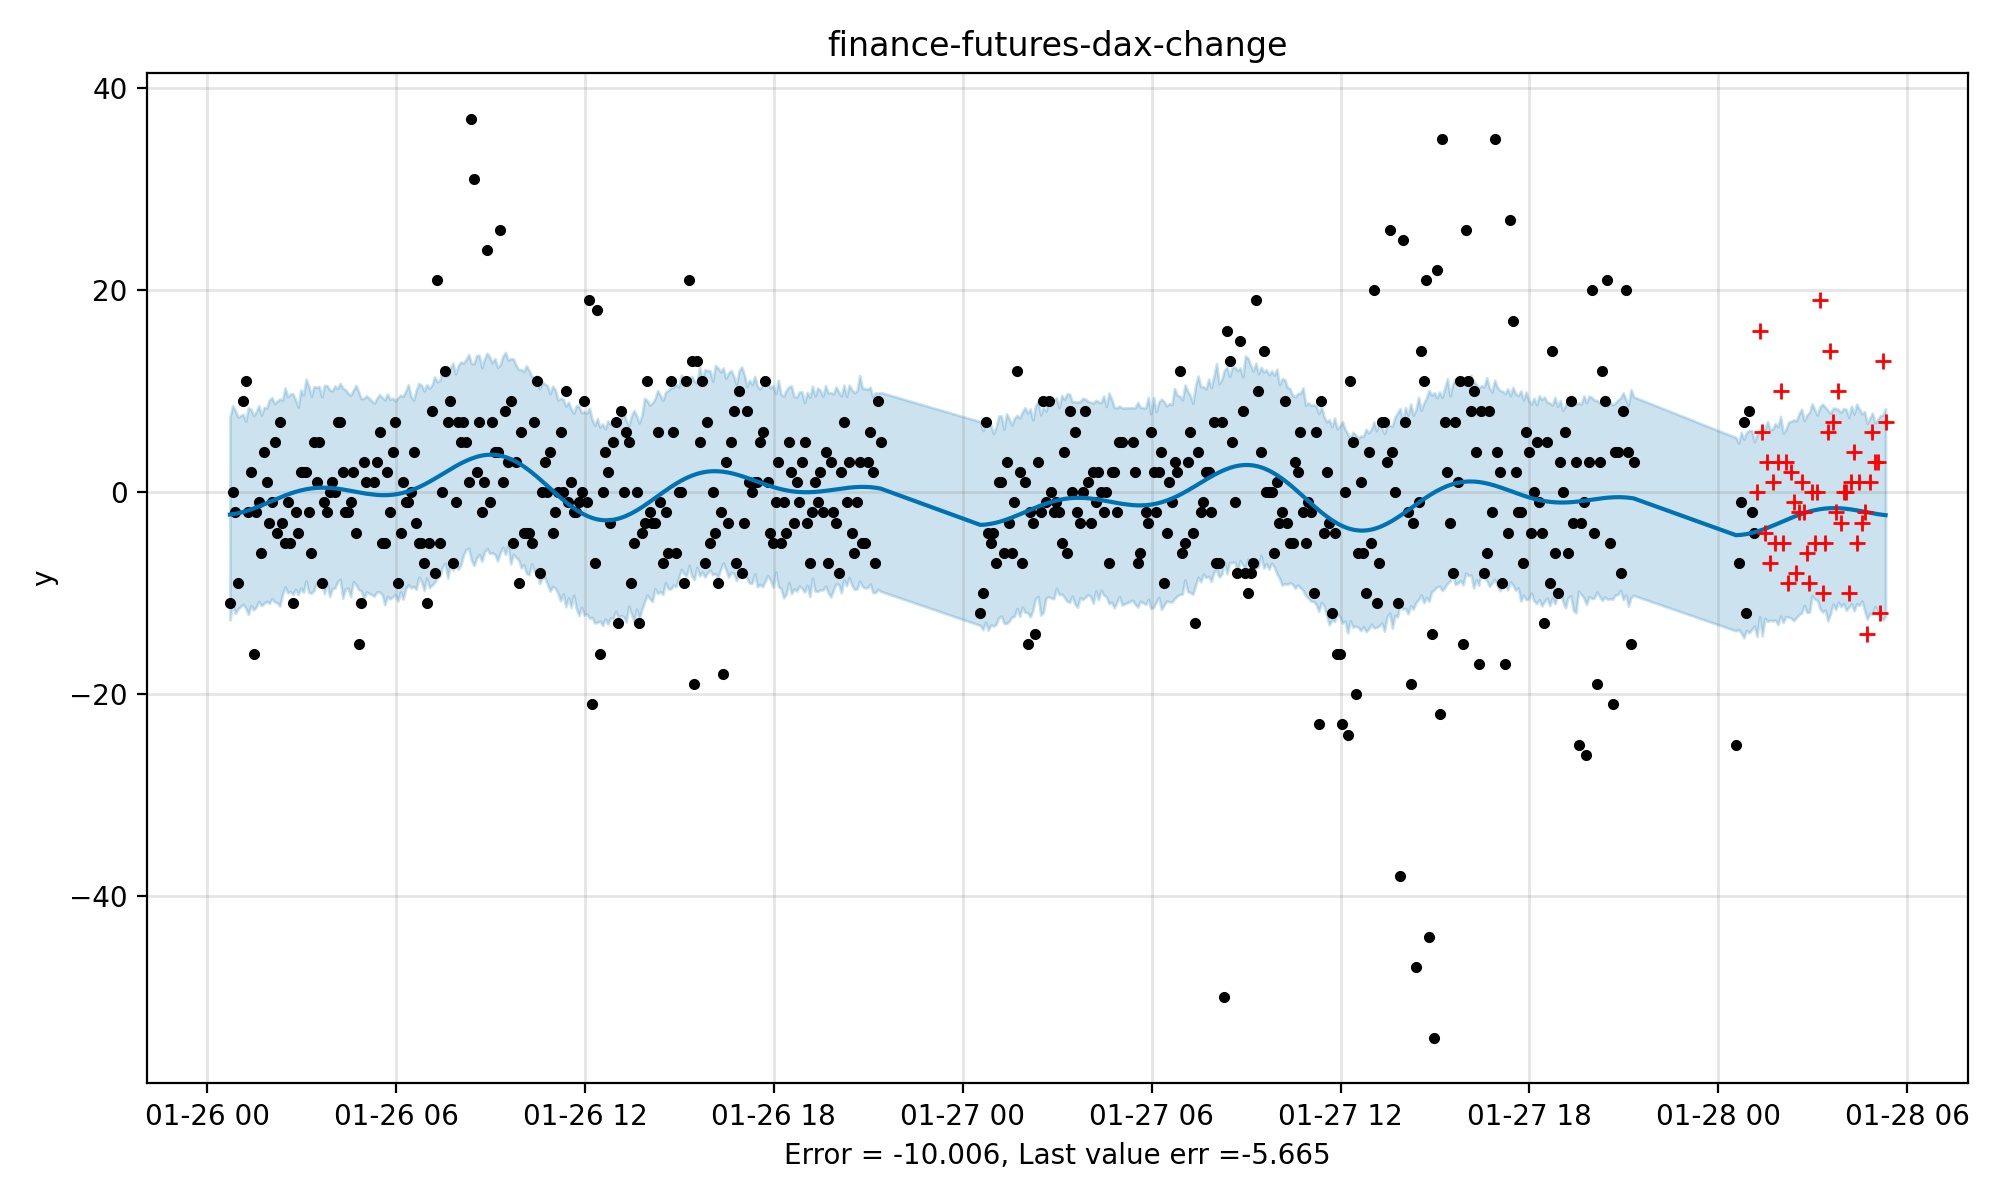 finance-futures-dax-change
40
20
0
−20
−40
y
01-26 00 01-26 06 01-26 12 01-26 18 01-27 00 01-27 06 01-27 12 01-27 18 01-28 00 01-28 06
Error = -10.006, Last value err =-5.665